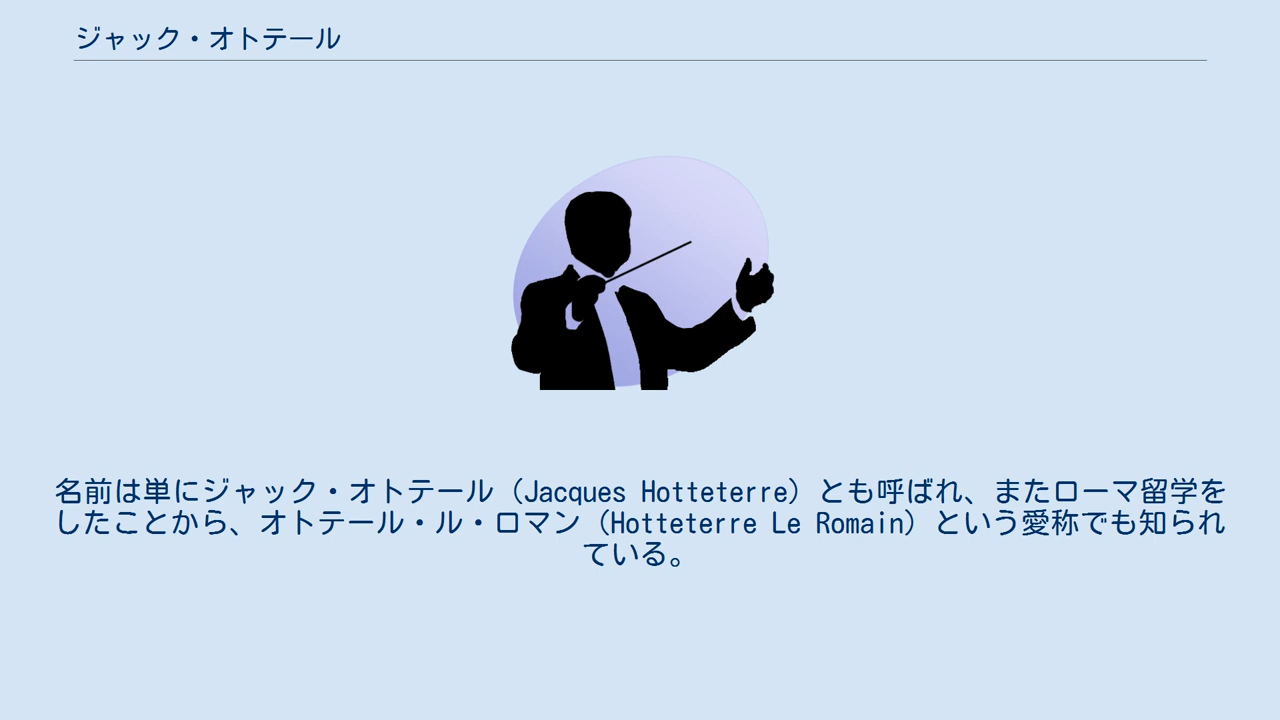 ジャック・オトテール
名前は単にジャック・オトテール（Jacques Hotteterre）とも呼ばれ、またローマ留学を
したことから、オトテール・ル・ロマン（Hotteterre Le Romain）という愛称でも知られ
ている。